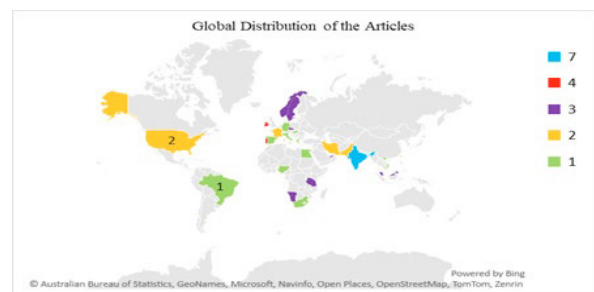 Global Distribution of the Articles
7
4
3
2
1
2
1
Powered by Bing
© Australian Bureau of Statistics, GeoNames, Microsoft, Navinfo, Open Places, OpenStreetMap, TomTom, Zenrin